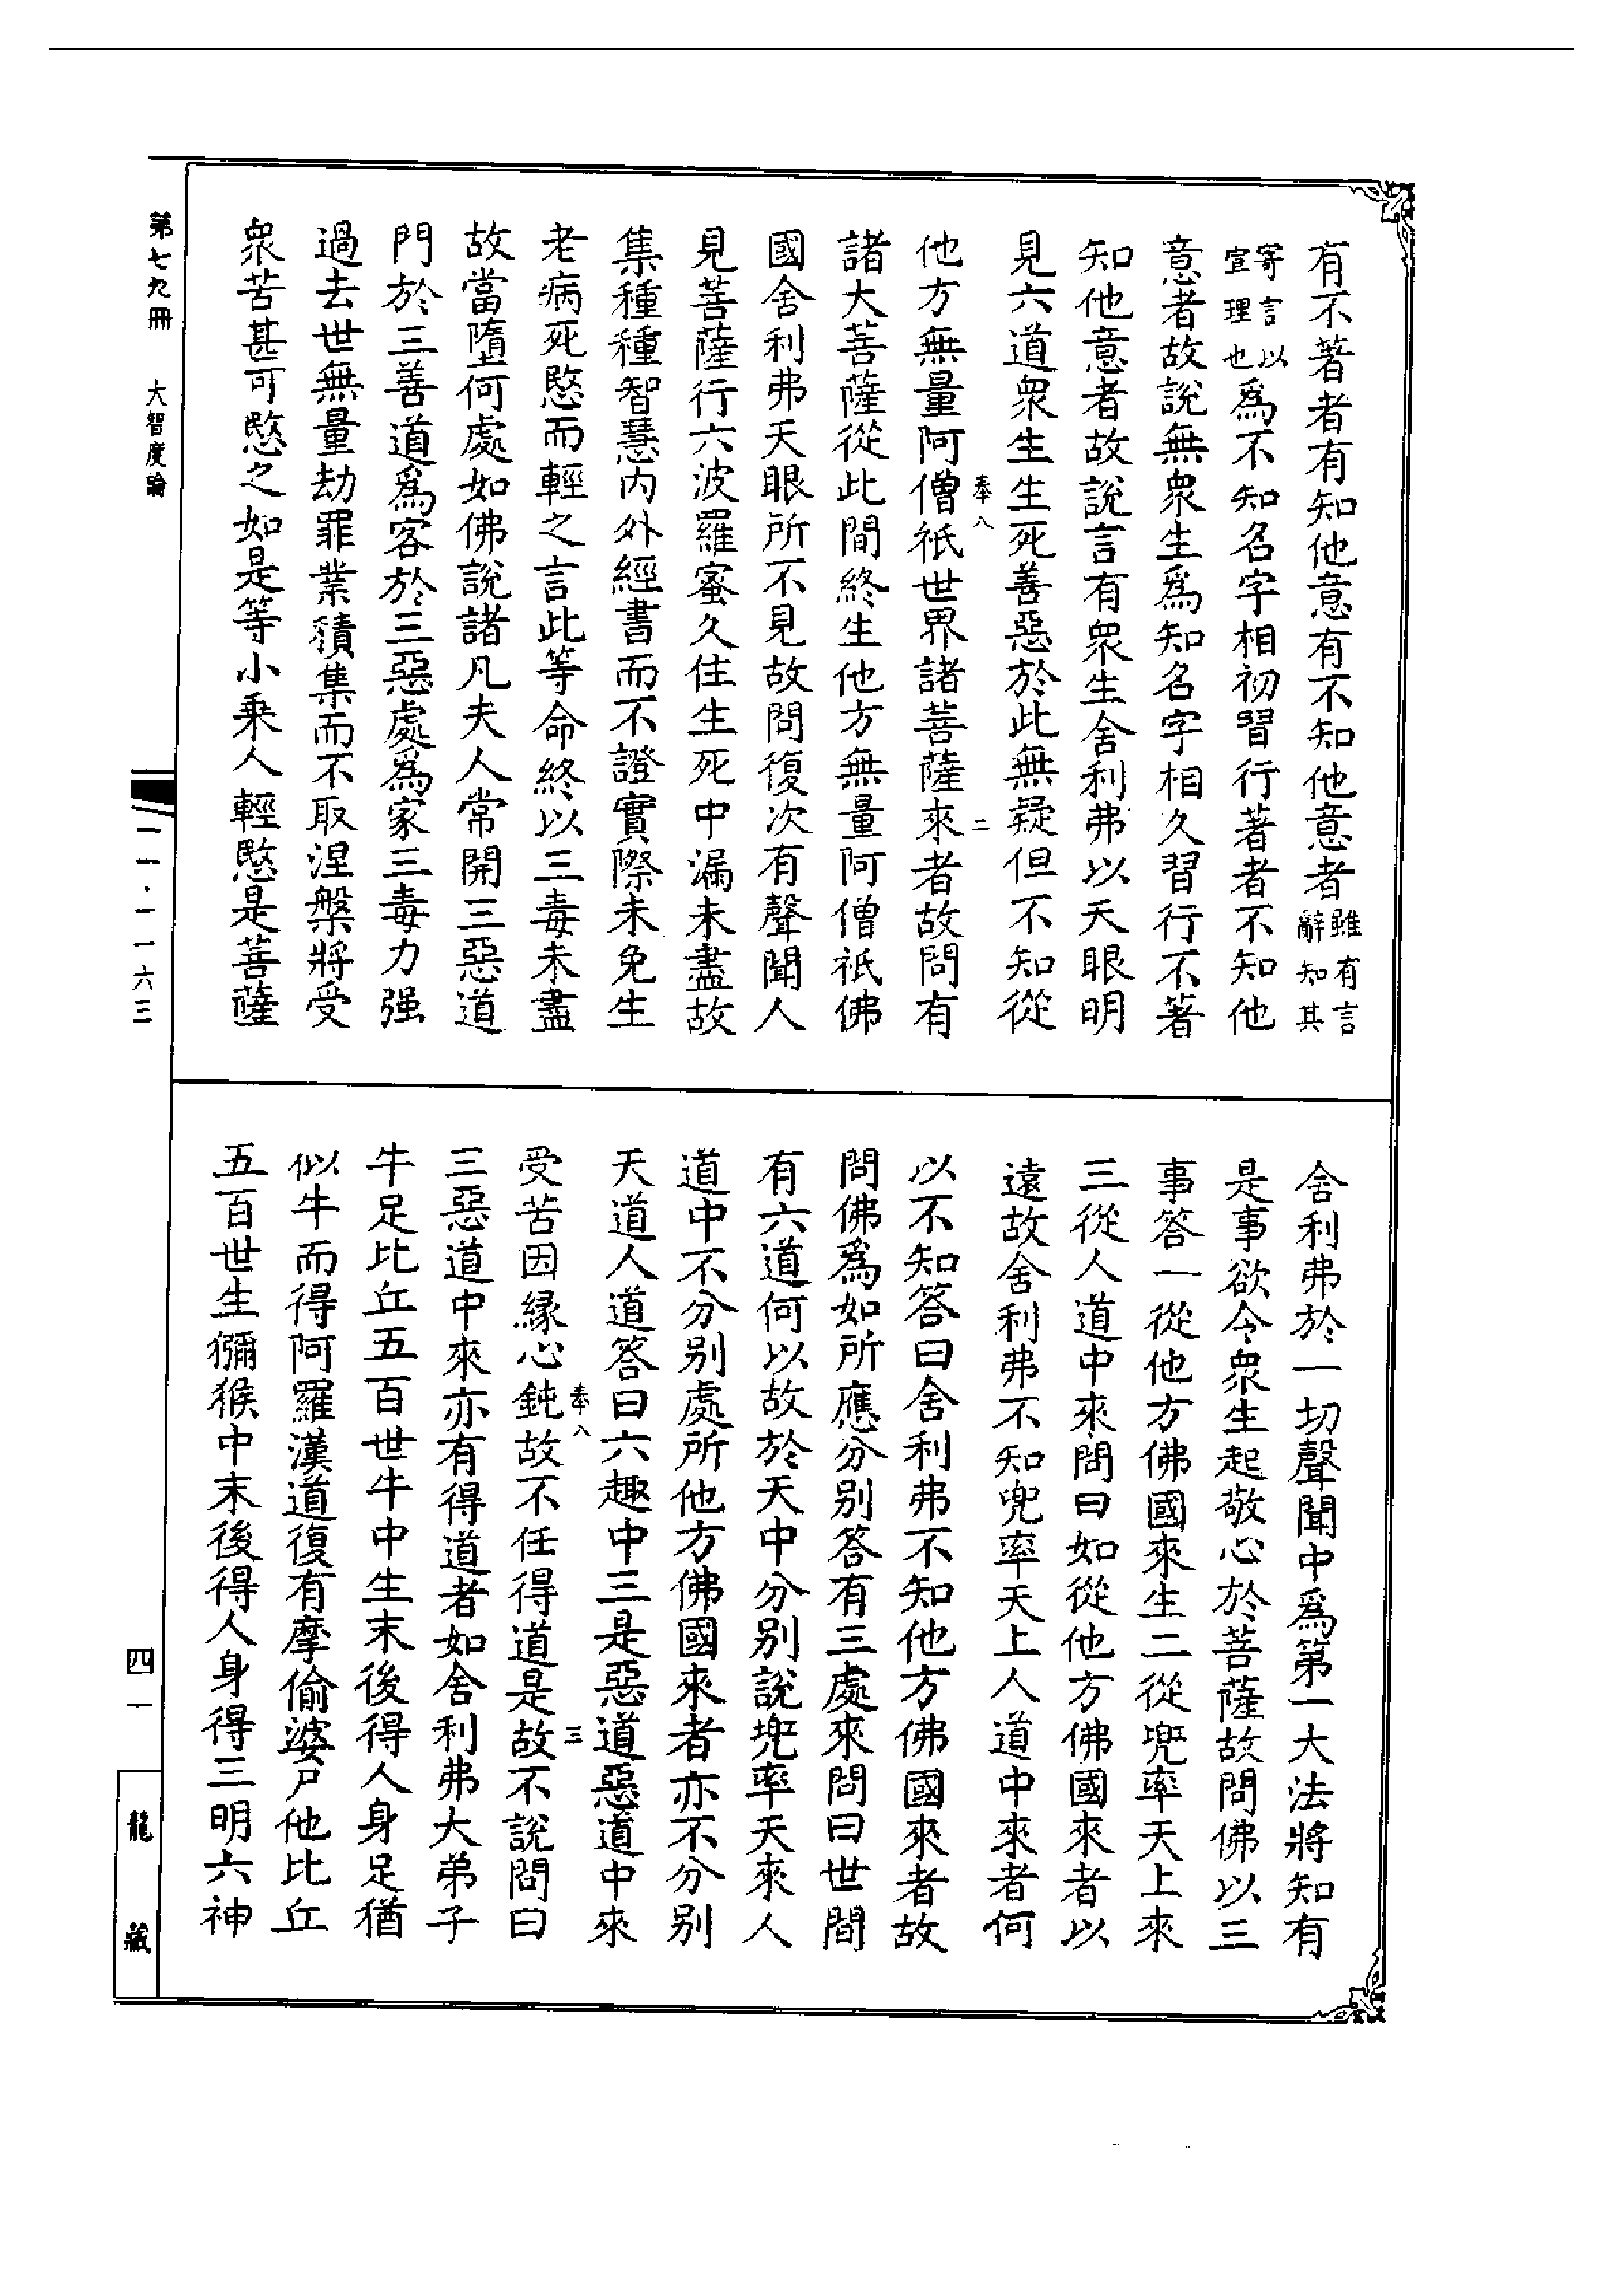 有不著者有知他意有不知他意者雖有言辭知其
寄言以宣理也爲不知名字相初習行著者不知他
意者故說無衆生爲知名字相久習行不著
知他意者故說言有衆生舍利弗以天眼明
見六道衆生生死善惡於此無疑但不知從
奉八 二
他方無量阿僧祇世界諸菩薩來者故問有
諸大菩薩從此間終生他方無量阿僧祇佛
國舍利弗天眼所不見故問復次有聲聞人
見菩薩行六波羅蜜久住生死中漏未盡故
集種種智慧内外經書而不證實際未免生
老病死愍而輕之言此等命終以三毒未盡
故當墮何處如佛說諸凡夫人常開三惡道
門於三善道爲客於三惡處爲家三毒力强
過去世無量劫罪業積集而不取涅槃將受
衆苦甚可愍之如是等小乗人輕愍是菩薩
舍利弗於一切聲聞中爲第一大法將知有
是事欲令衆生起敬心於菩薩故問佛以三
事答一從他方佛國來生二從兜率天上來
三從人道中來問曰如從他方佛國來者以
遠故舍利弗不知兜率天上人道中來者何
以不知答曰舍利弗不知他方佛國來者故
問佛爲如所應分別答有三處來問曰世間
有六道何以故於天中分別說兜率天來人
道中不分別處所他方佛國來者亦不分別
天道人道答曰六趣中三是惡道惡道中來
奉八 三
受苦因縁心鈍故不任得道是故不說問曰
三惡道中來亦有得道者如舍利弗大弟子
牛足比丘五百世牛中生末後得人身足猶
似牛而得阿羅漢道復有摩偷婆尸他比丘
五百世生獼猴中末後得人身得三明六神
第七九冊 大智度論
一一·一一六三
四一
龍藏